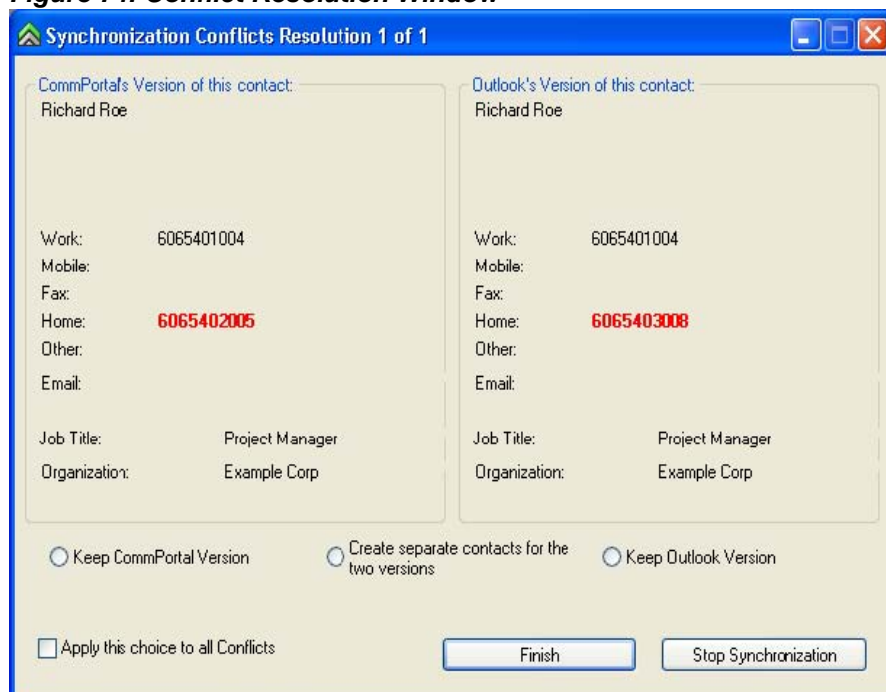 Figure 74. Conflict Resolution Window
Synchronization Conflicts Resolution 1 of 1
CommPortal's Version of this contact:
Richard Roe
Work: 6065401004
Mobile:
Fax:
Home: 6065402005
Other:
Email:
Job Title: Project Manager
Organization: Example Corp
Outlook's Version of this contact:
Richard Roe
Work: 6065401004
Mobile:
Fax:
Home: 6065403008
Other:
Email:
Job Title: Project Manager
Organization: Example Corp
Keep CommPortal Version
Create separate contacts for the
two versions
Keep Outlook Version
Apply this choice to all Conflicts
Finish
Stop Synchronization